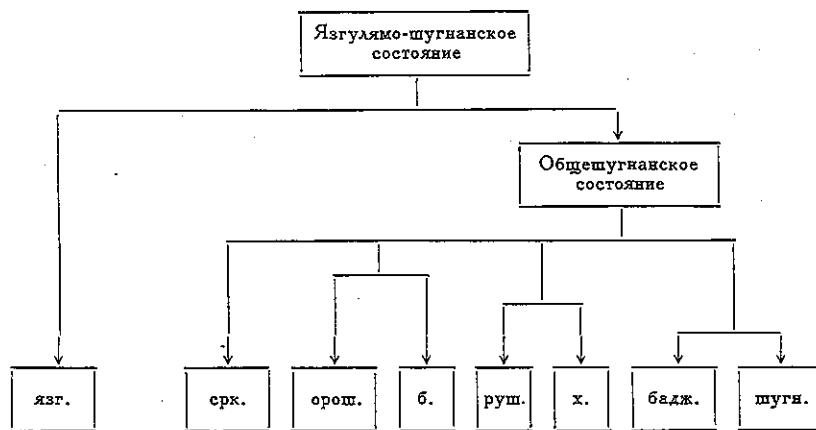 Язгулямо-шугнанское
состояние
Общешугнанское
состояние
язг.
срк.
орош.
б.
руш.
х.
бадж.
шугн.